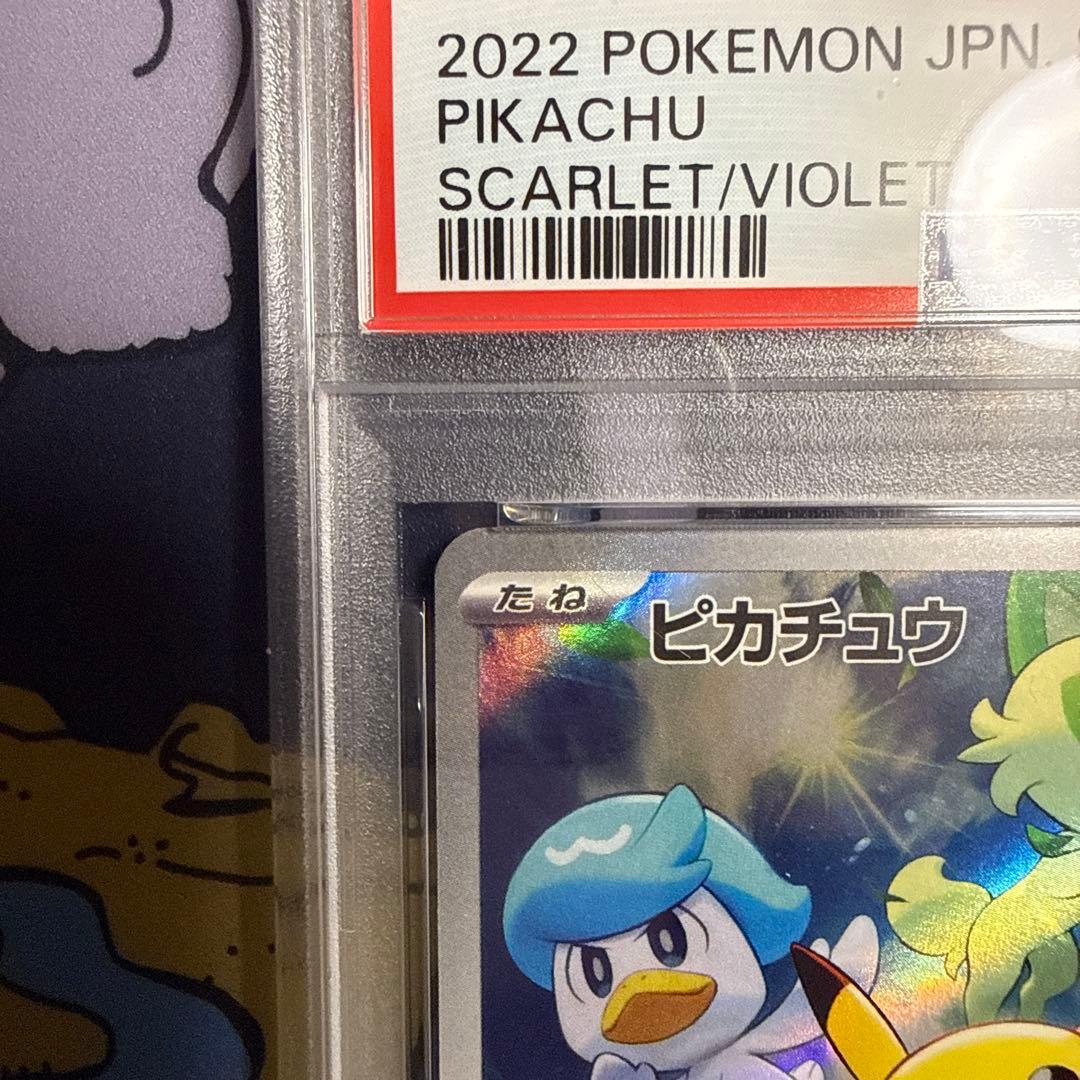 2022 POKEMON JPN.
PIKACHU
SCARLET/VIOLET
たね
ピカチュウ